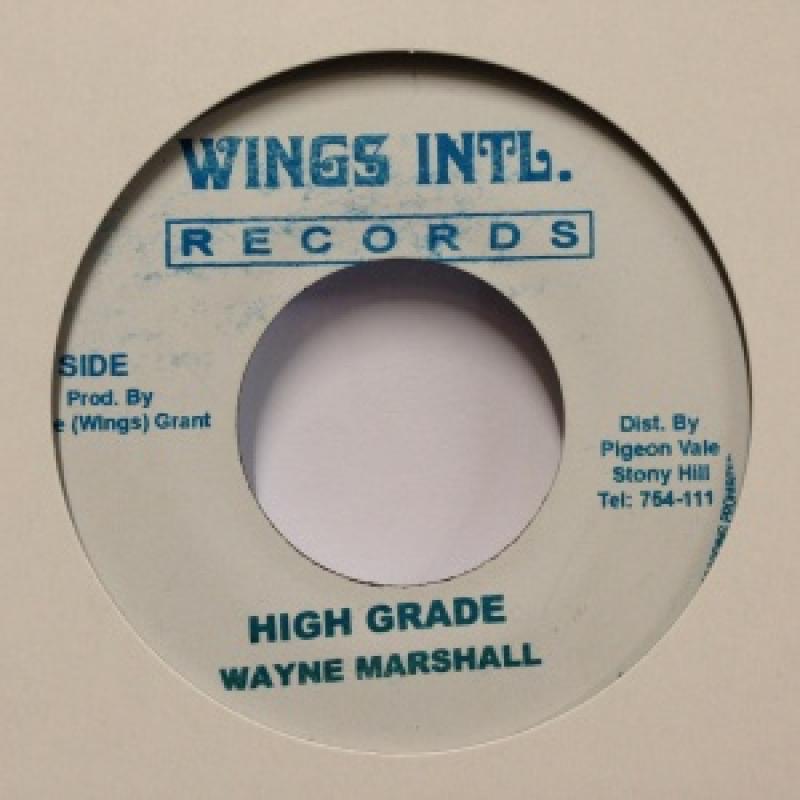 WINGS INTL.
RECORDS
SIDE
Prod. By
e (Wings) Grant
Dist. By
Pigeon Vale
Stony Hill
Tel: 754-111
HIGH GRADE
WAYNE MARSHALL